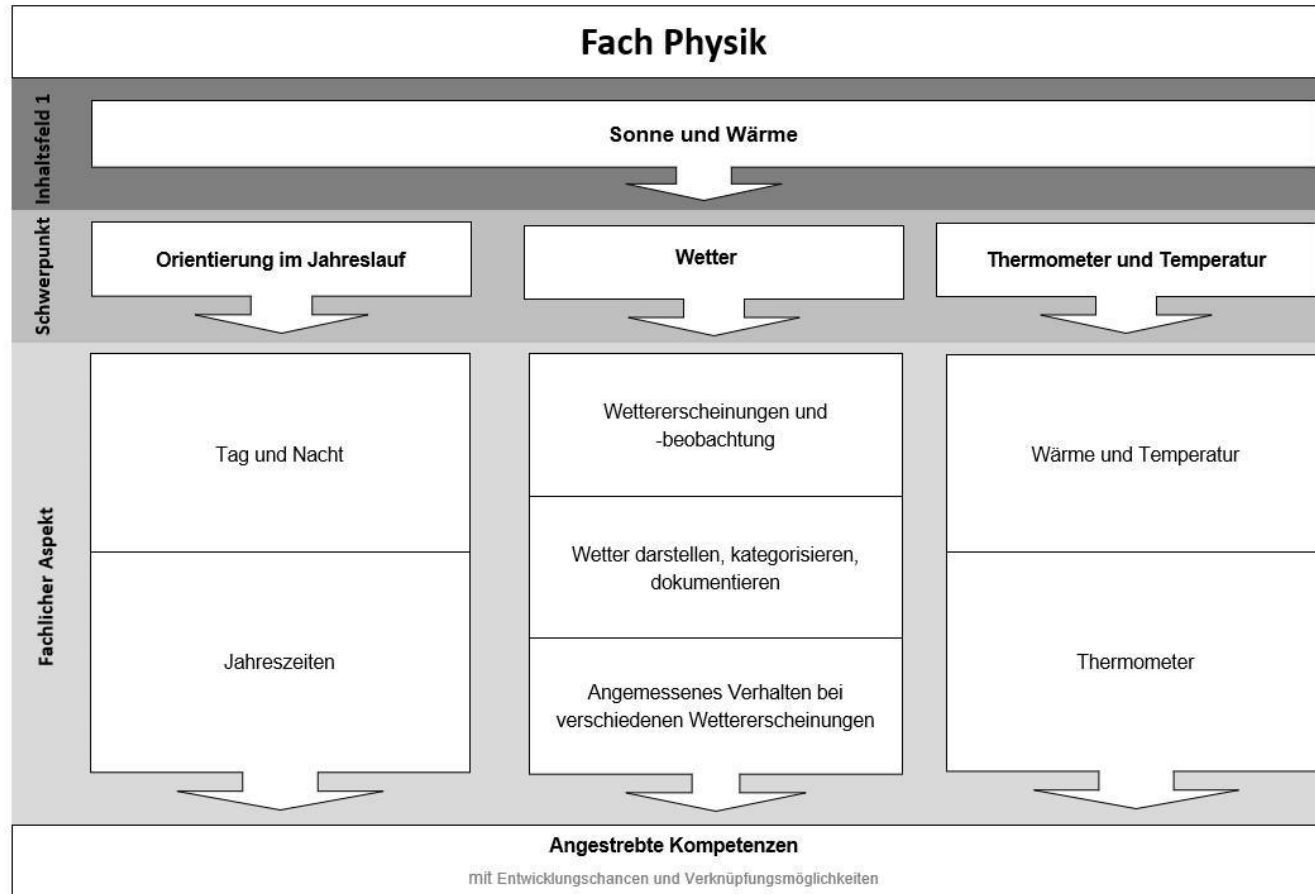 Fach Physik
Inhaltsfeld 1
Sonne und Wärme
Schwerpunkt
Orientierung im Jahreslauf
Wetter
Thermometer und Temperatur
Fachlicher Aspekt
Tag und Nacht
Jahreszeiten
Wettererscheinungen und
-beobachtung
Wetter darstellen, kategorisieren,
dokumentieren
Angemessenes Verhalten bei
verschiedenen Wettererscheinungen
Wärme und Temperatur
Thermometer
Angestrebte Kompetenzen
mit Entwicklungschancen und Verknüpfungsmöglichkeiten